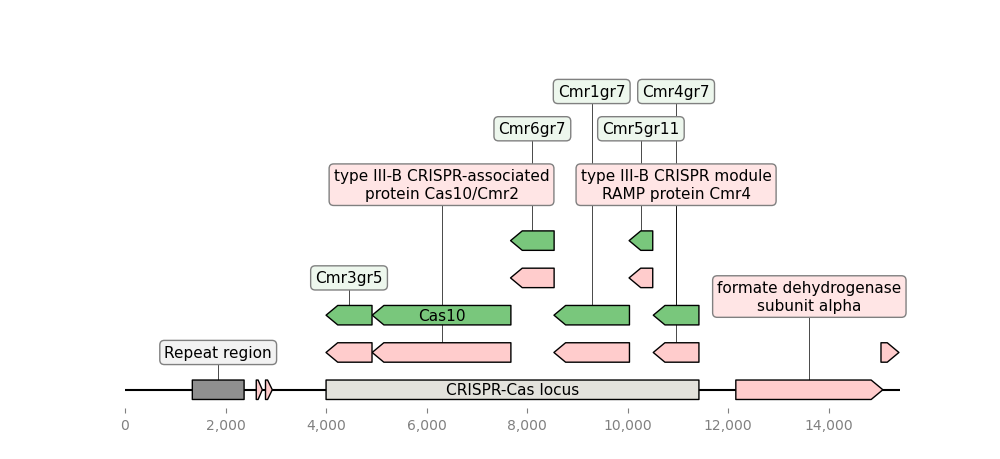 Cmr1gr7
Cmr4gr7
Cmr6gr7
Cmr5gr11
type III-B CRISPR-associated
protein Cas10/Cmr2
type III-B CRISPR module
RAMP protein Cmr4
Cmr3gr5
formate dehydrogenase
subunit alpha
Cas10
Repeat region
CRISPR-Cas locus
0
2,000
4,000
6,000
8,000
10,000
12,000
14,000